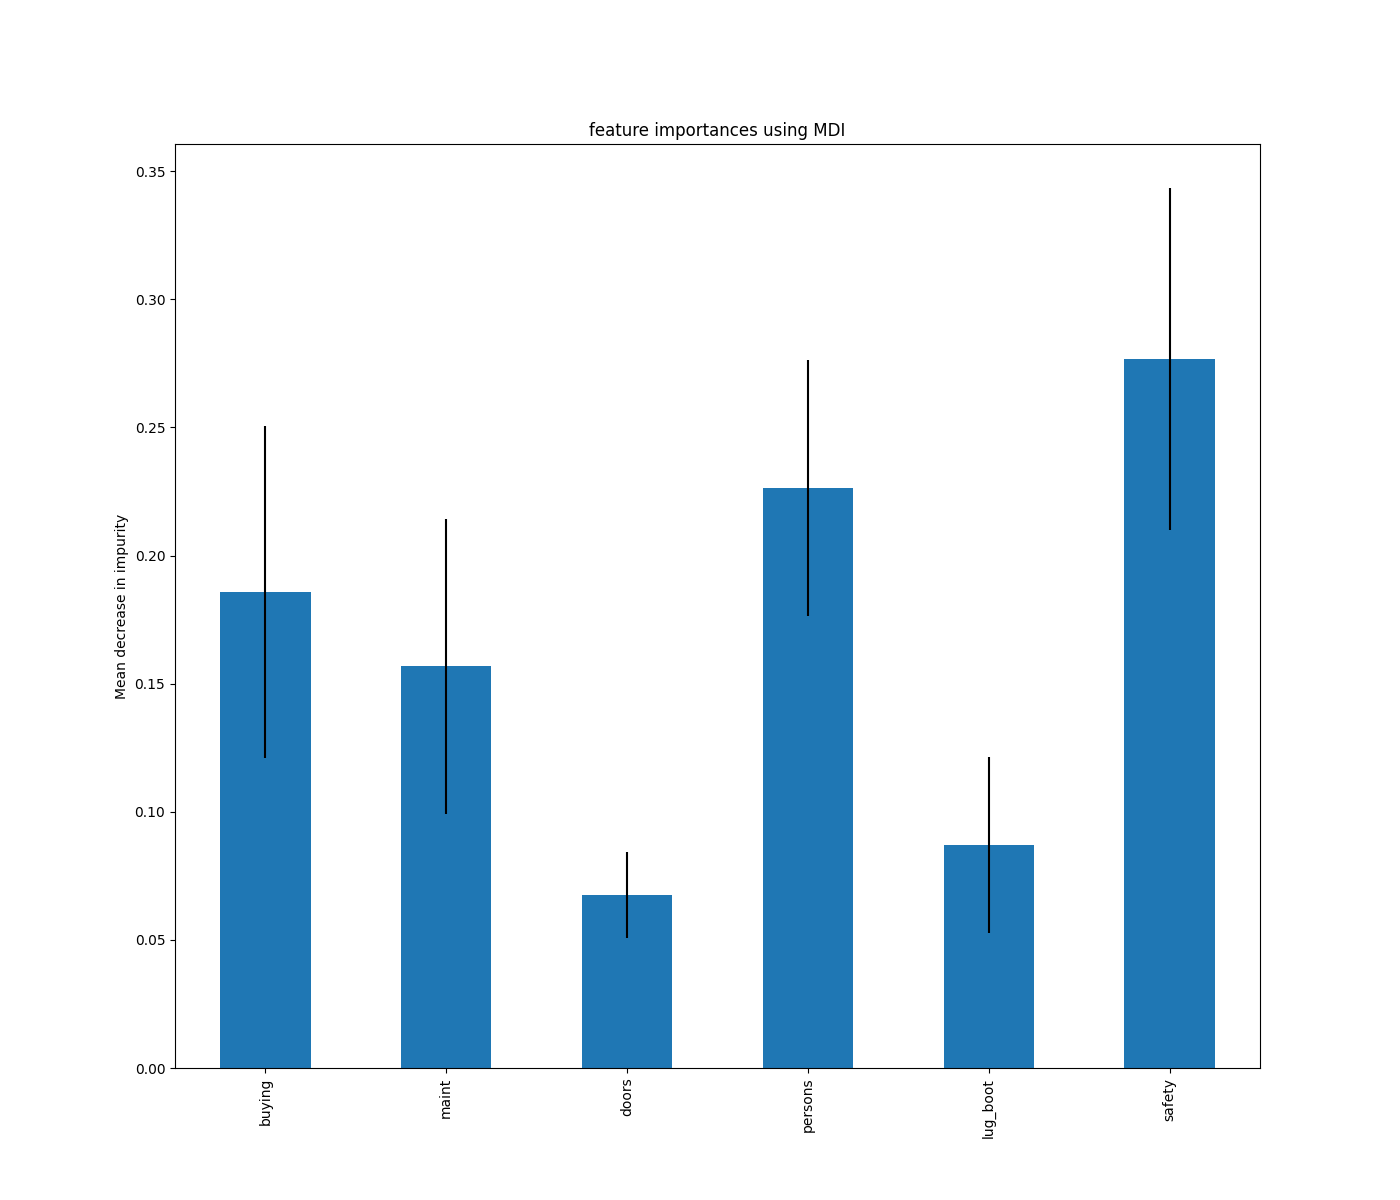 feature importances using MDI
Mean decrease in impurity
0.35
0.30
0.25
0.20
0.15
0.10
0.05
0.00
buying
maint
doors
persons
lug_boot
safety